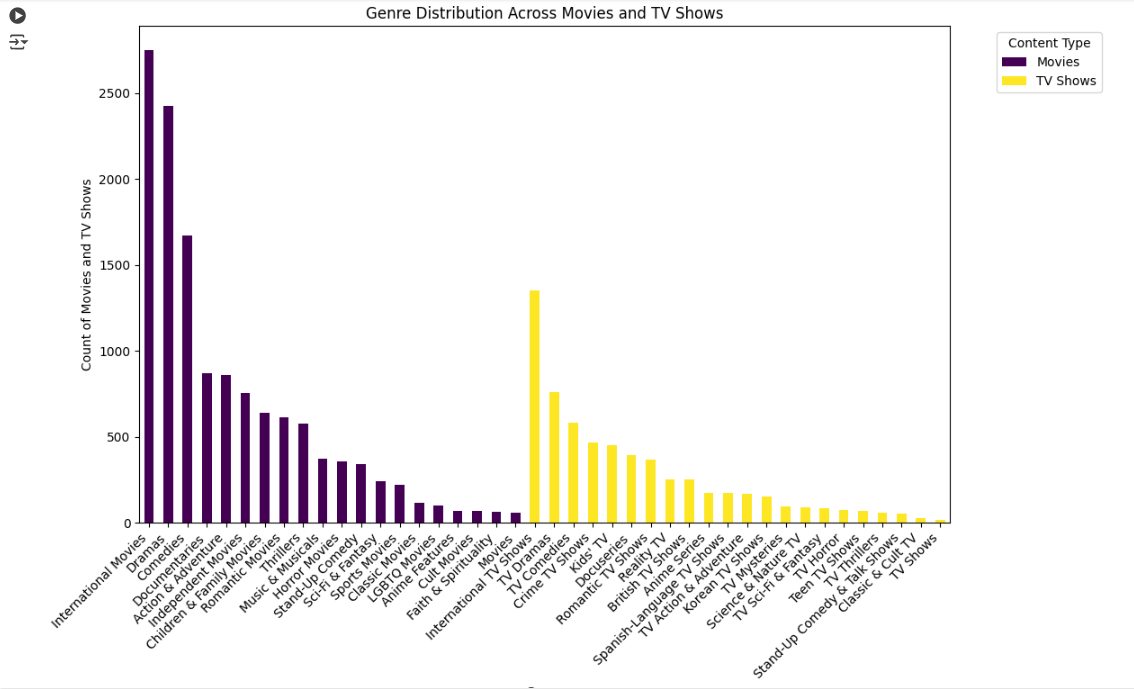 Genre Distribution Across Movies and TV Shows
Content Type
Movies
TV Shows
Count of Movies and TV Shows
2500
2000
1500
1000
500
0
International Movies
Dramas
Comedies
Documentaries
Action & Adventure
Independent Movies
Children & Family Movies
Romantic Movies
Thrillers
Music & Musicals
Horror Movies
Stand-Up Comedy
Sci-Fi & Fantasy
Sports Movies
Classic Movies
LGBTQ Movies
Anime Features
Cult Movies
Faith & Spirituality
Movies
International TV Shows
TV Dramas
TV Comedies
Crime TV Shows
Kids' TV
Docuseries
Romantic TV Shows
Reality TV
British TV Shows
Anime Series
Spanish-Language TV Shows
TV Action & Adventure
Korean TV Shows
TV Mysteries
Science & Nature TV
TV Sci-Fi & Fantasy
TV Horror
Teen TV Shows
TV Thrillers
Stand-Up Comedy & Talk Shows
Classic & Cult TV
TV Shows